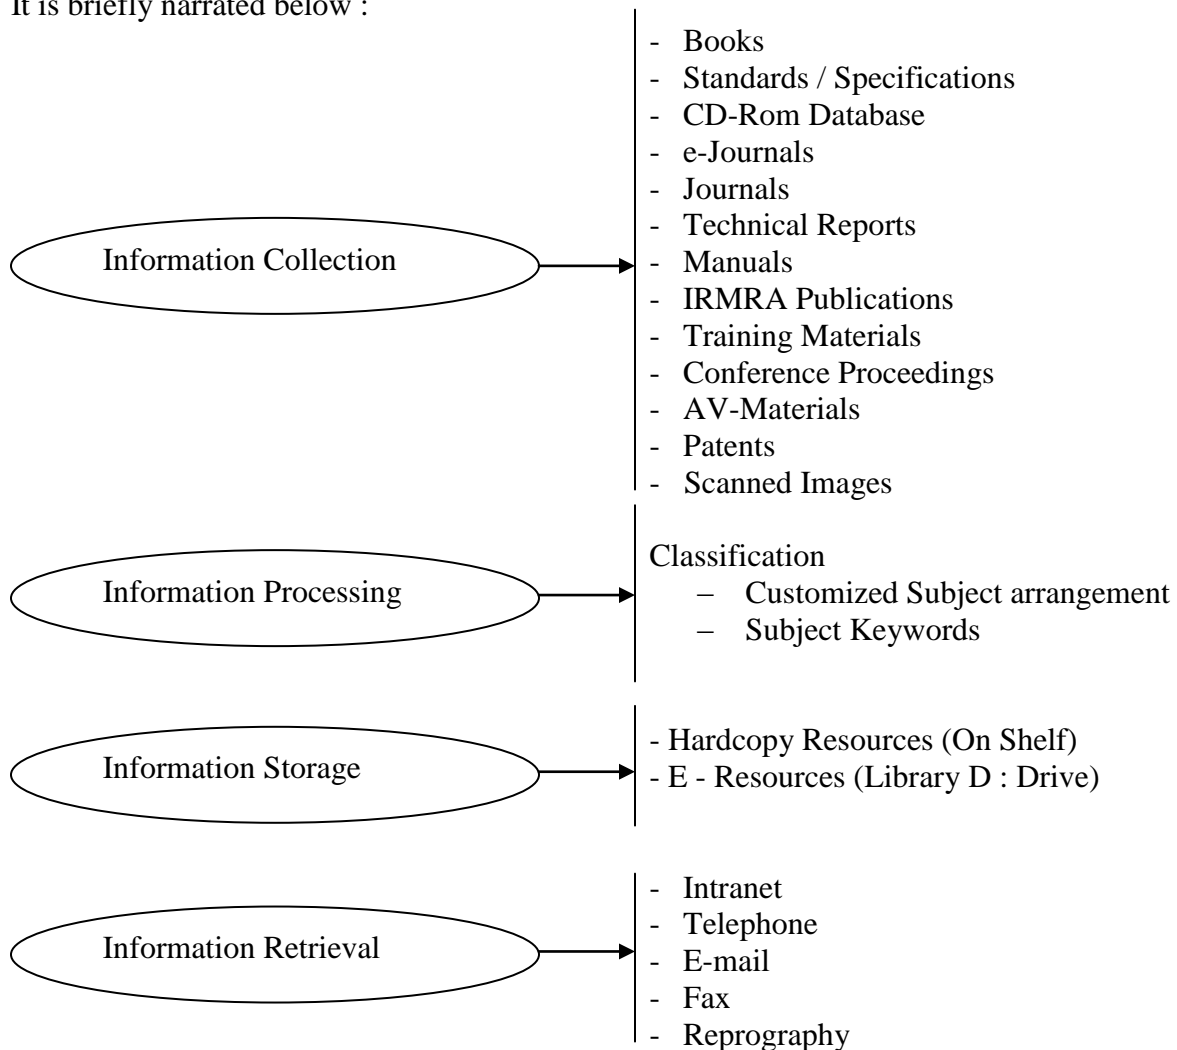 It is briefly narrated below :
- Books
- Standards / Specifications
- CD-Rom Database
- e-Journals
- Journals
- Technical Reports
Information Collection
- Manuals
- IRMRA Publications
- Training Materials
- Conference Proceedings
- AV-Materials
- Patents
- Scanned Images
Information Processing
Classification
– Customized Subject arrangement
– Subject Keywords
Information Storage
- Hardcopy Resources (On Shelf)
- E - Resources (Library D : Drive)
Information Retrieval
- Intranet
- Telephone
- E-mail
- Fax
- Reprography